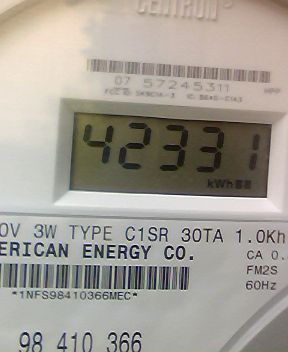 CENTRON®
07 57245311
42331
kWh
0V 3W TYPE C1SR 30TA 1.0Kh
ERICAN ENERGY CO.
CA 0.
FM2S
*1NFS98410366MEC*
60Hz
98 410 366